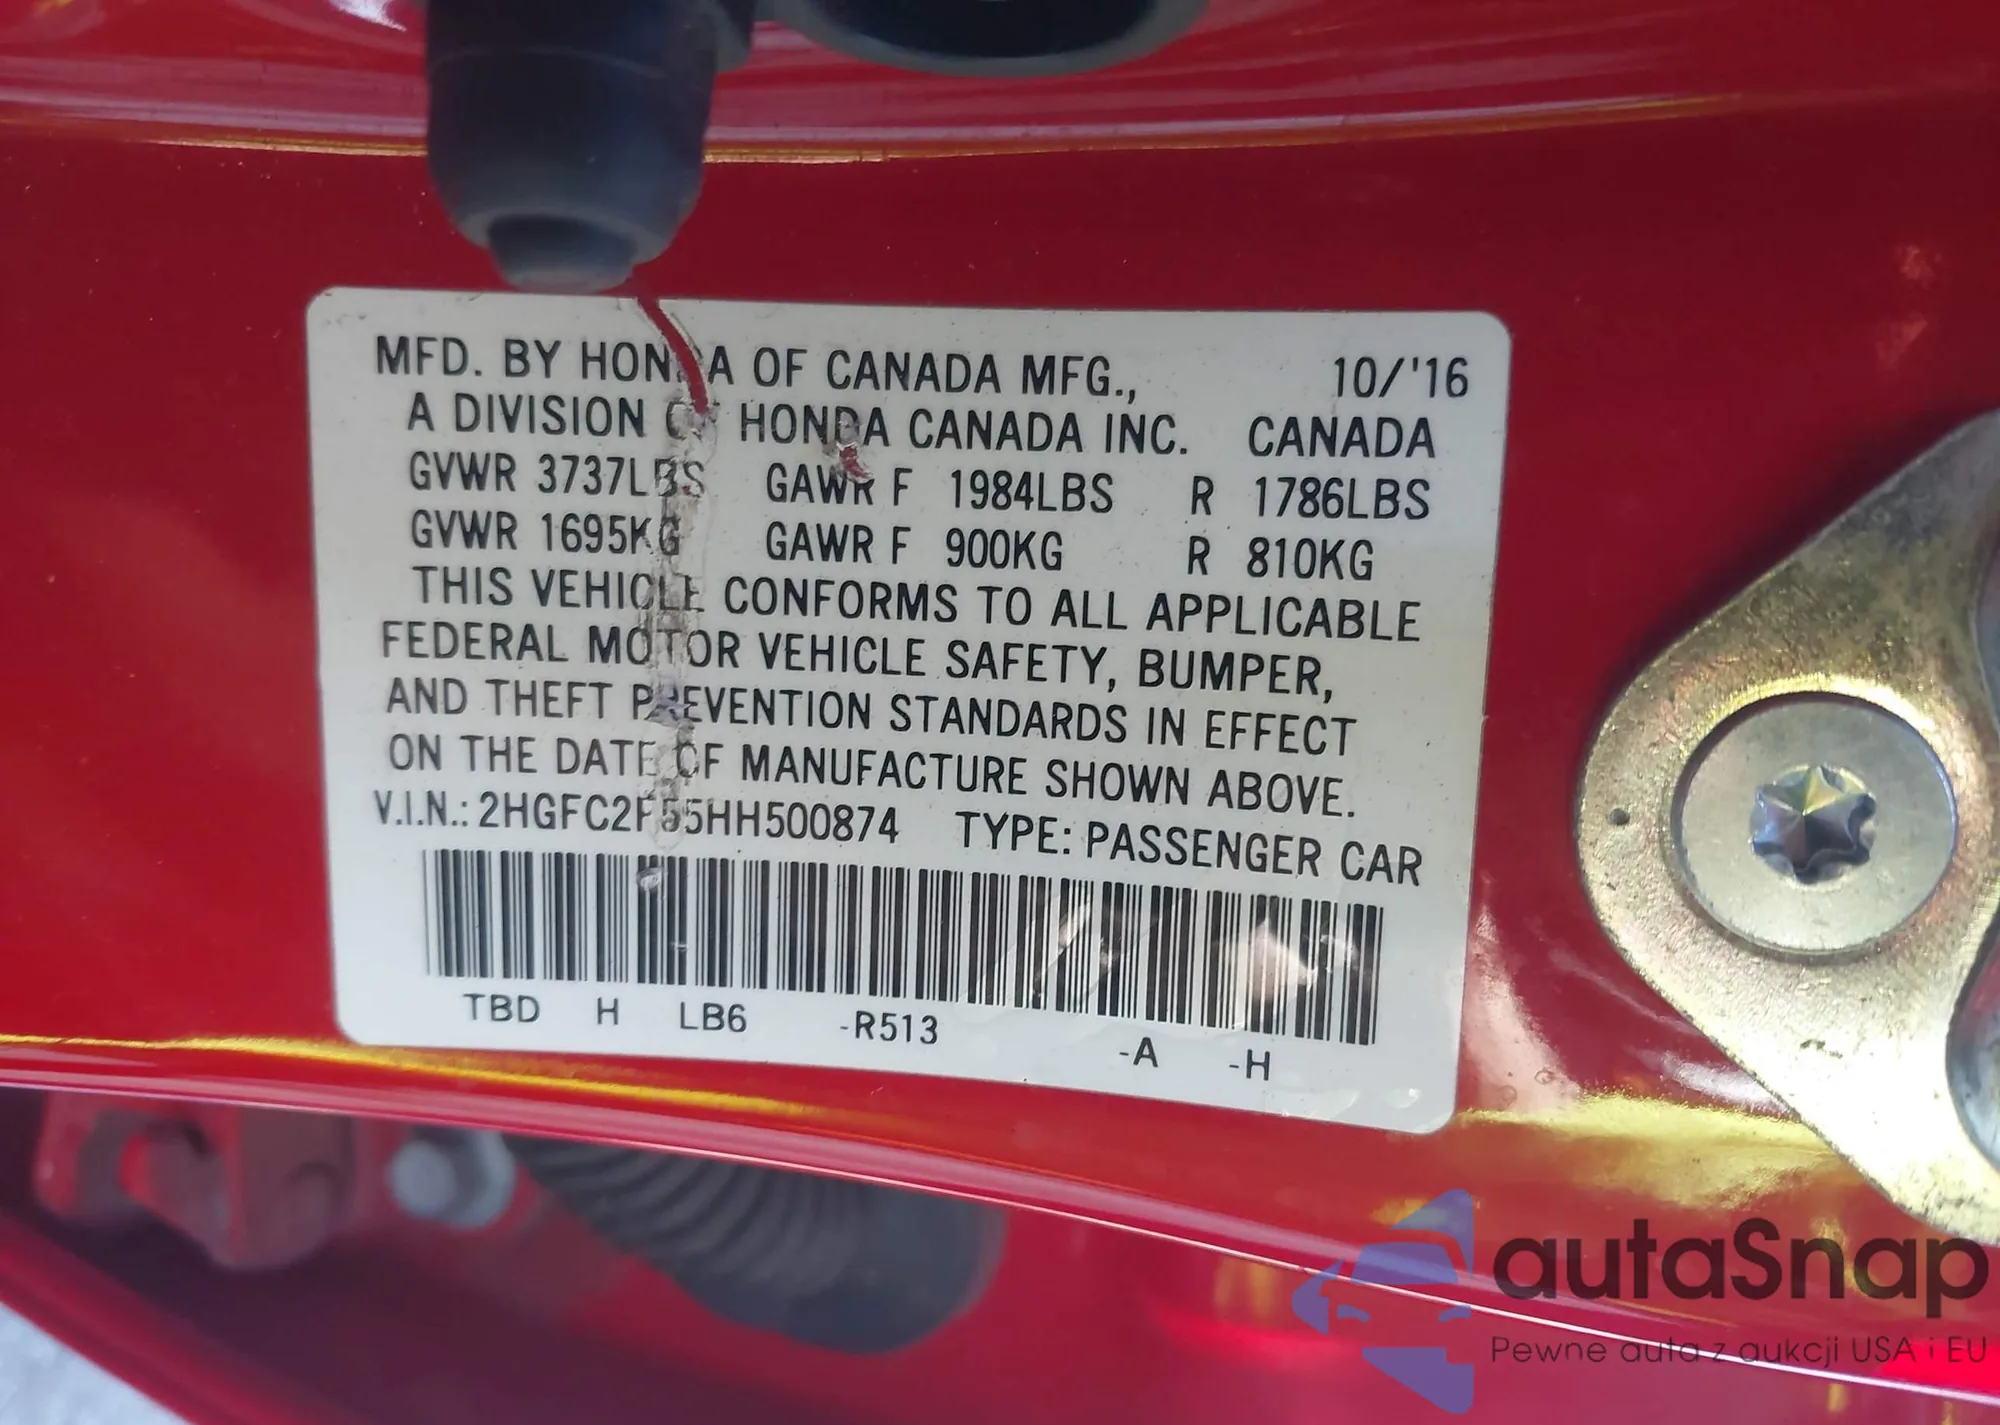 MFD. BY HONDA OF CANADA MFG., 10/'16
A DIVISION OF HONDA CANADA INC. CANADA
GVWR 3737LBS GAWR F 1984LBS R 1786LBS
GVWR 1695KG GAWR F 900KG R 810KG
THIS VEHICLE CONFORMS TO ALL APPLICABLE
FEDERAL MOTOR VEHICLE SAFETY, BUMPER,
AND THEFT PREVENTION STANDARDS IN EFFECT
ON THE DATE OF MANUFACTURE SHOWN ABOVE.
V.I.N.: 2HGFC2F55HH500874 TYPE: PASSENGER CAR
TBD H LB6 -R513 -A -H
autaSnap
Pewne auta z aukcji USA i EU